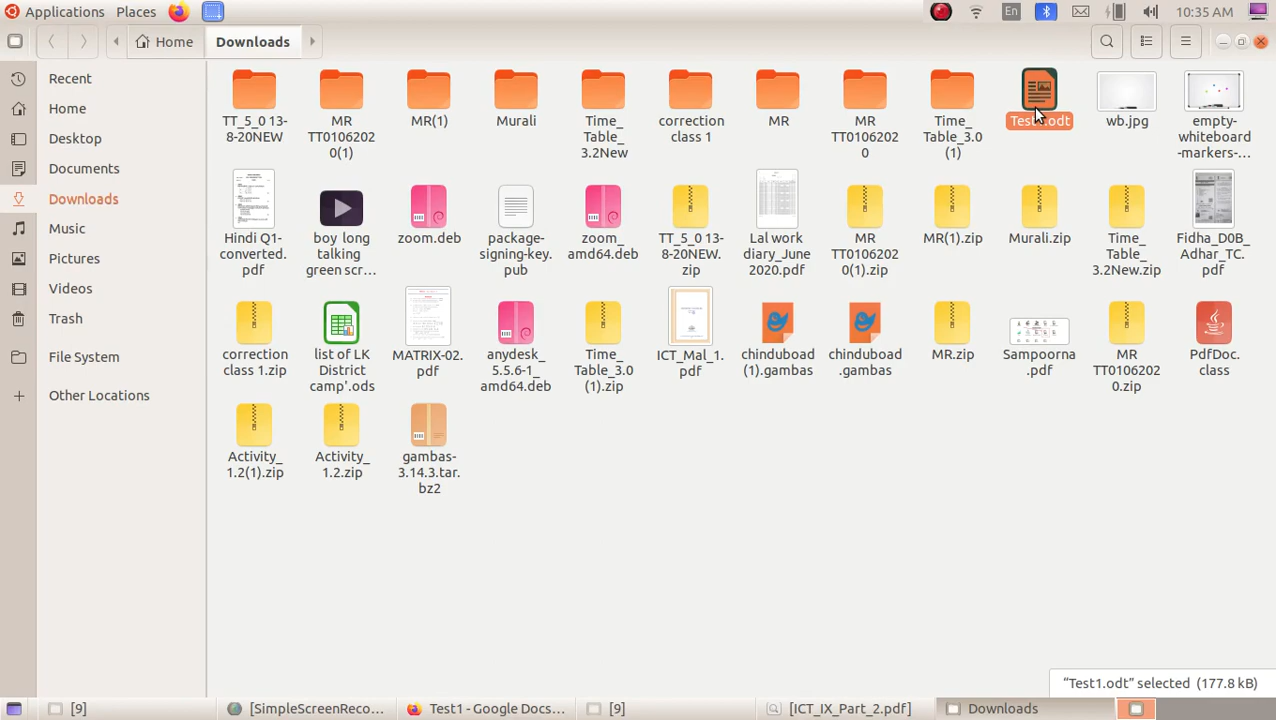 Applications Places En 10:35 AM
Home Downloads
Recent
Home
Desktop
Documents
Downloads
Music
Pictures
Videos
Trash
File System
Other Locations
TT_5_0 13-
8-20NEW
MR
TT0106202
0(1)
MR(1)
Murali
Time_
Table_
3.2New
correction
class 1
MR
MR
TT0106202
0
Time_
Table_3.0
(1)
Test1.odt
wb.jpg
empty-
whiteboard
-markers-...
Hindi Q1-
converted.
pdf
boy long
talking
green scr...
zoom.deb
package-
signing-key.
pub
zoom_
amd64.deb
TT_5_0 13-
8-20NEW.
zip
Lal work
diary_June
2020.pdf
MR
TT0106202
0(1).zip
MR(1).zip
Murali.zip
Time_
Table_
3.2New.zip
Fidha_D0B_
Adhar_TC.
pdf
correction
class 1.zip
list of LK
District
camp'.ods
MATRIX-02.
pdf
anydesk_
5.5.6-1_
amd64.deb
Time_
Table_3.0
(1).zip
ICT_Mal_1.
pdf
chinduboad
(1).gambas
chinduboad
.gambas
MR.zip
Sampoorna
.pdf
MR
TT0106202
0.zip
PdfDoc.
class
Activity_
1.2(1).zip
Activity_
1.2.zip
gambas-
3.14.3.tar.
bz2
"Test1.odt" selected (177.8 kB)
[9] [SimpleScreenReco... Test1 - Google Docs... [9] [ICT_IX_Part_2.pdf] Downloads